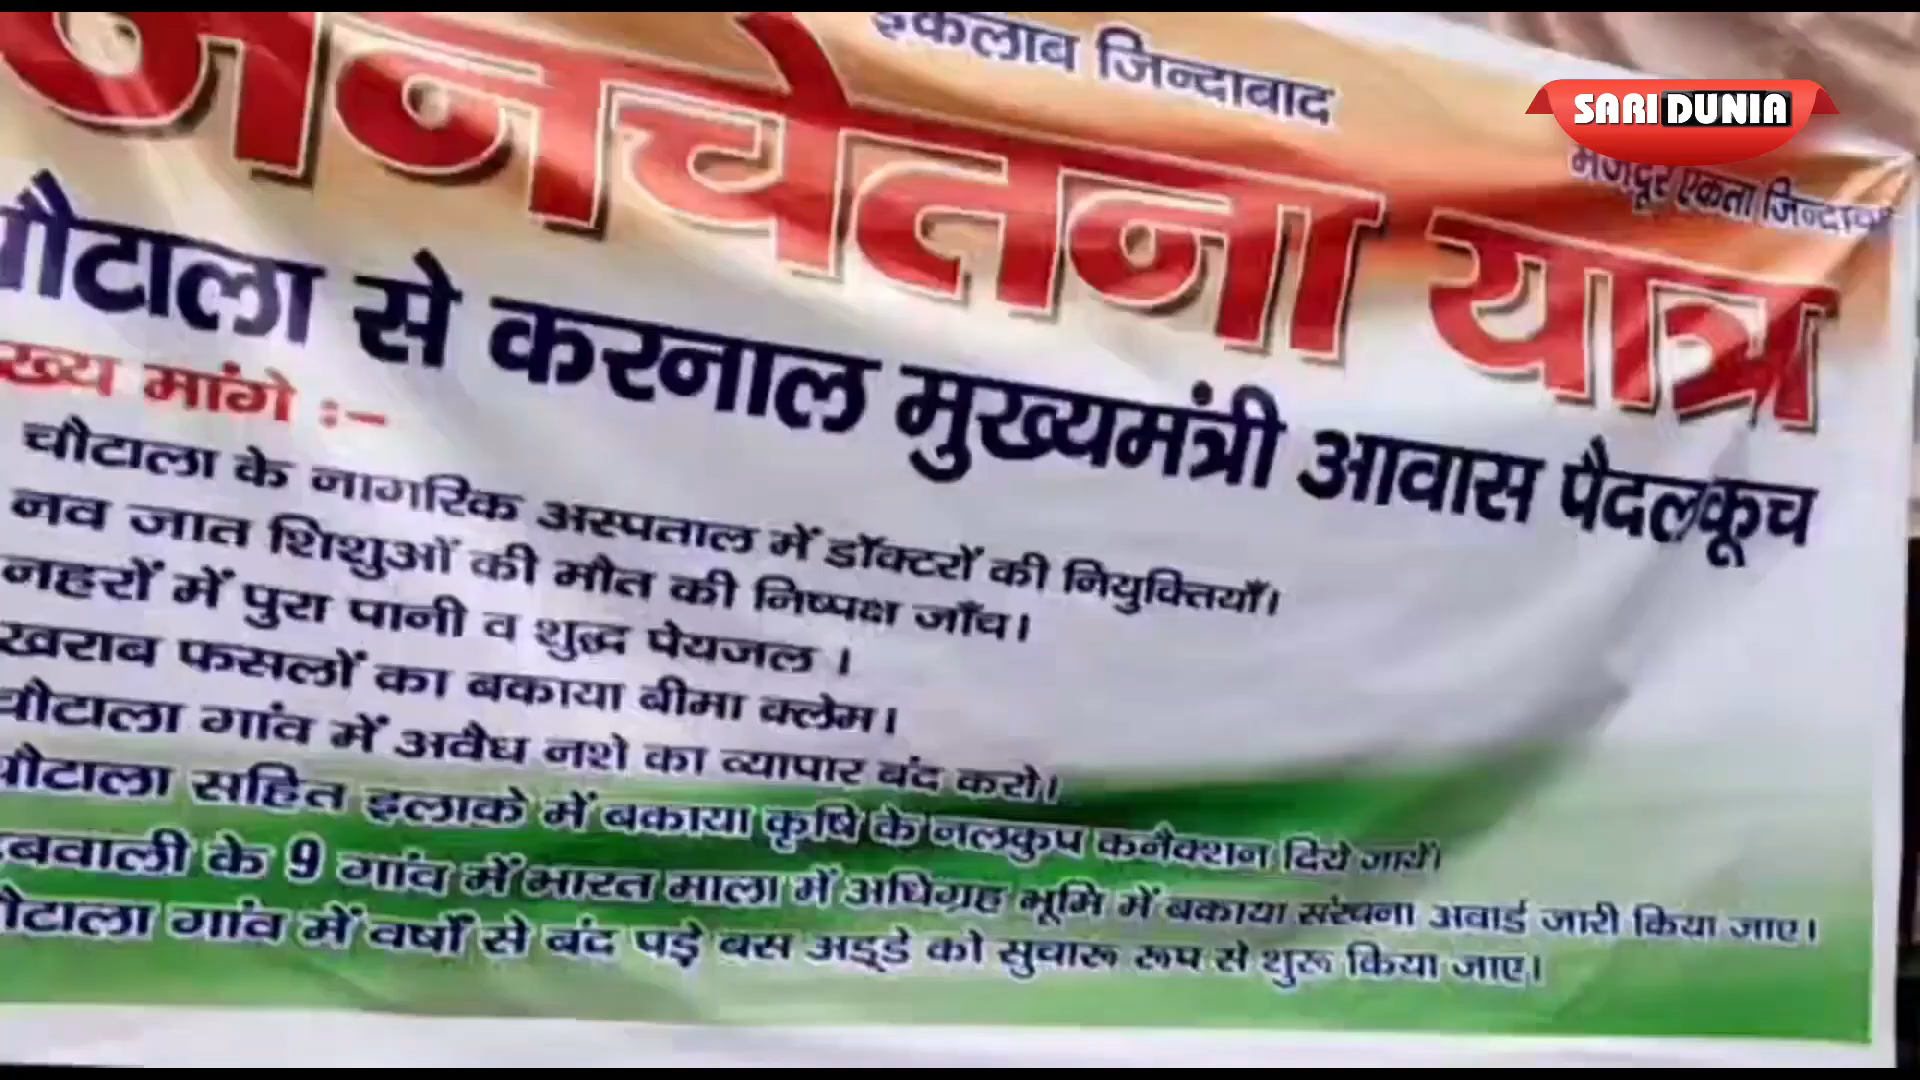 इंकलाब जिन्दाबाद
SARI DUNIA
मजदूर एकता जिन्दाबाद
जनचेतना यात्रा
चौटाला से करनाल मुख्यमंत्री आवास पैदलकूच
मुख्य मांगे :-
चौटाला के नागरिक अस्पताल में डॉक्टरों की नियुक्तियाँ।
नव जात शिशुओं की मौत की निष्पक्ष जाँच।
नहरों में पुरा पानी व शुद्ध पेयजल ।
खराब फसलों का बकाया बीमा क्लेम।
चौटाला गांव में अवैध नशे का व्यापार बंद करो।
चौटाला सहित इलाके में बकाया कृषि के नलकुप कनैक्शन दिये जायें।
डबवाली के 9 गांव में भारत माला में अधिग्रह भूमि में बकाया संरचना अवार्ड जारी किया जाए।
चौटाला गांव में वर्षों से बंद पड़े बस अड्डे को सुचारू रूप से शुरू किया जाए।